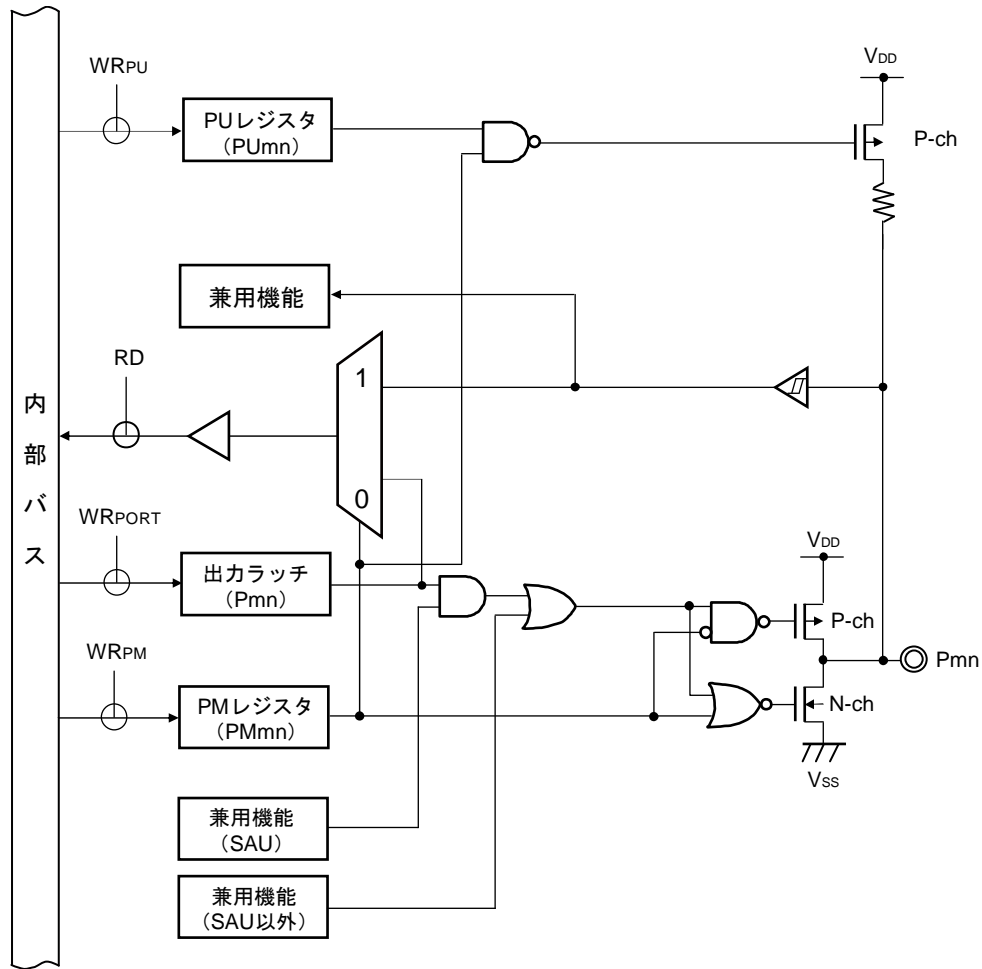 WRPU
PUレジスタ
(PUmn)
VDD
P-ch
兼用機能
RD
1
0
内部バス
WRPORT
出力ラッチ
(Pmn)
VDD
P-ch
Pmn
N-ch
VSS
WRPM
PMレジスタ
(PMmn)
兼用機能
(SAU)
兼用機能
(SAU以外)